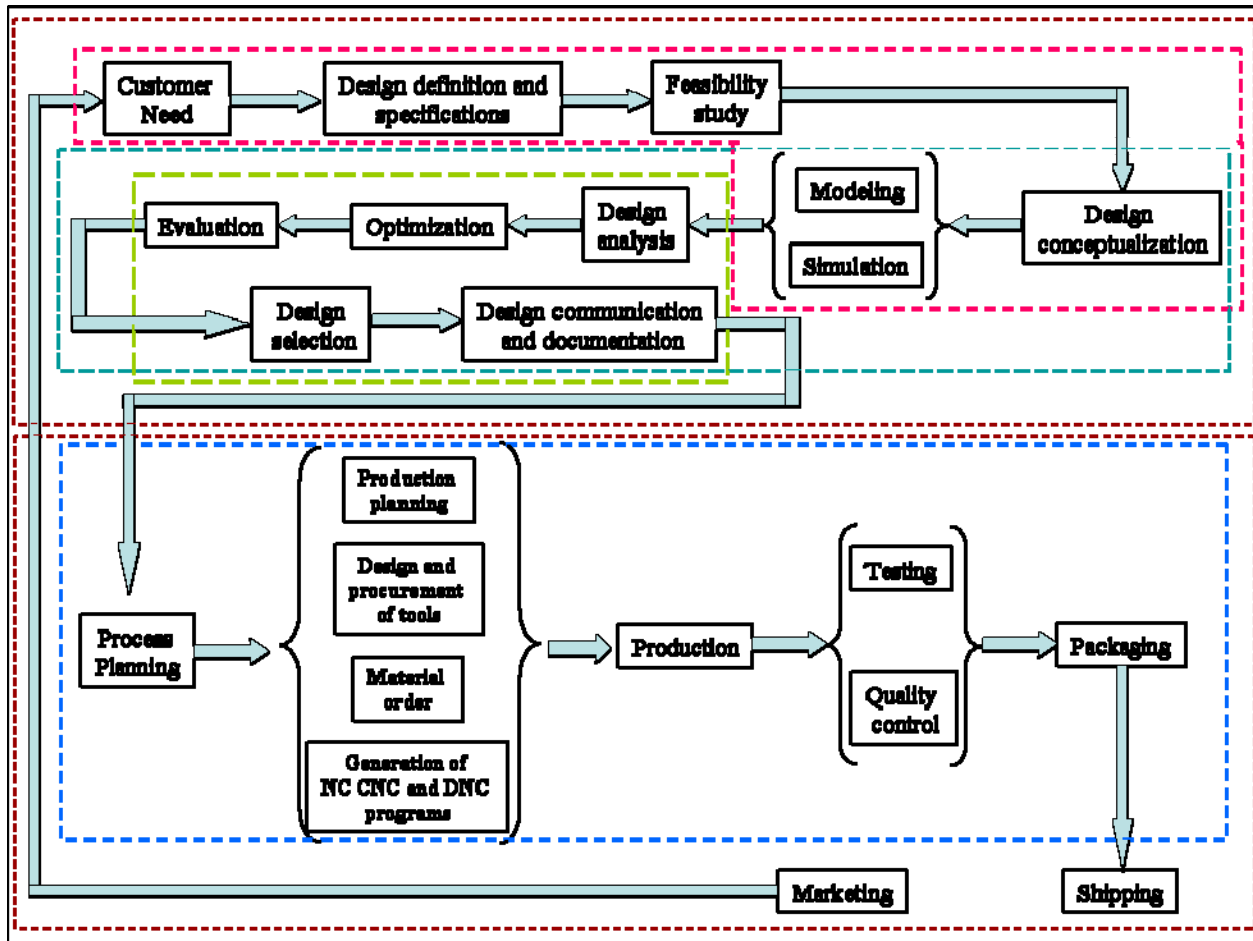 Customer
Need
Design definition and
specifications
Feasibility
study
Modeling
Simulation
Design
conceptualization
Design
analysis
Optimization
Evaluation
Design
selection
Design communication
and documentation
Process
Planning
Production
planning
Design and
procurement
of tools
Material
order
Generation of
NC CNC and DNC
programs
Production
Testing
Quality
control
Packaging
Marketing
Shipping